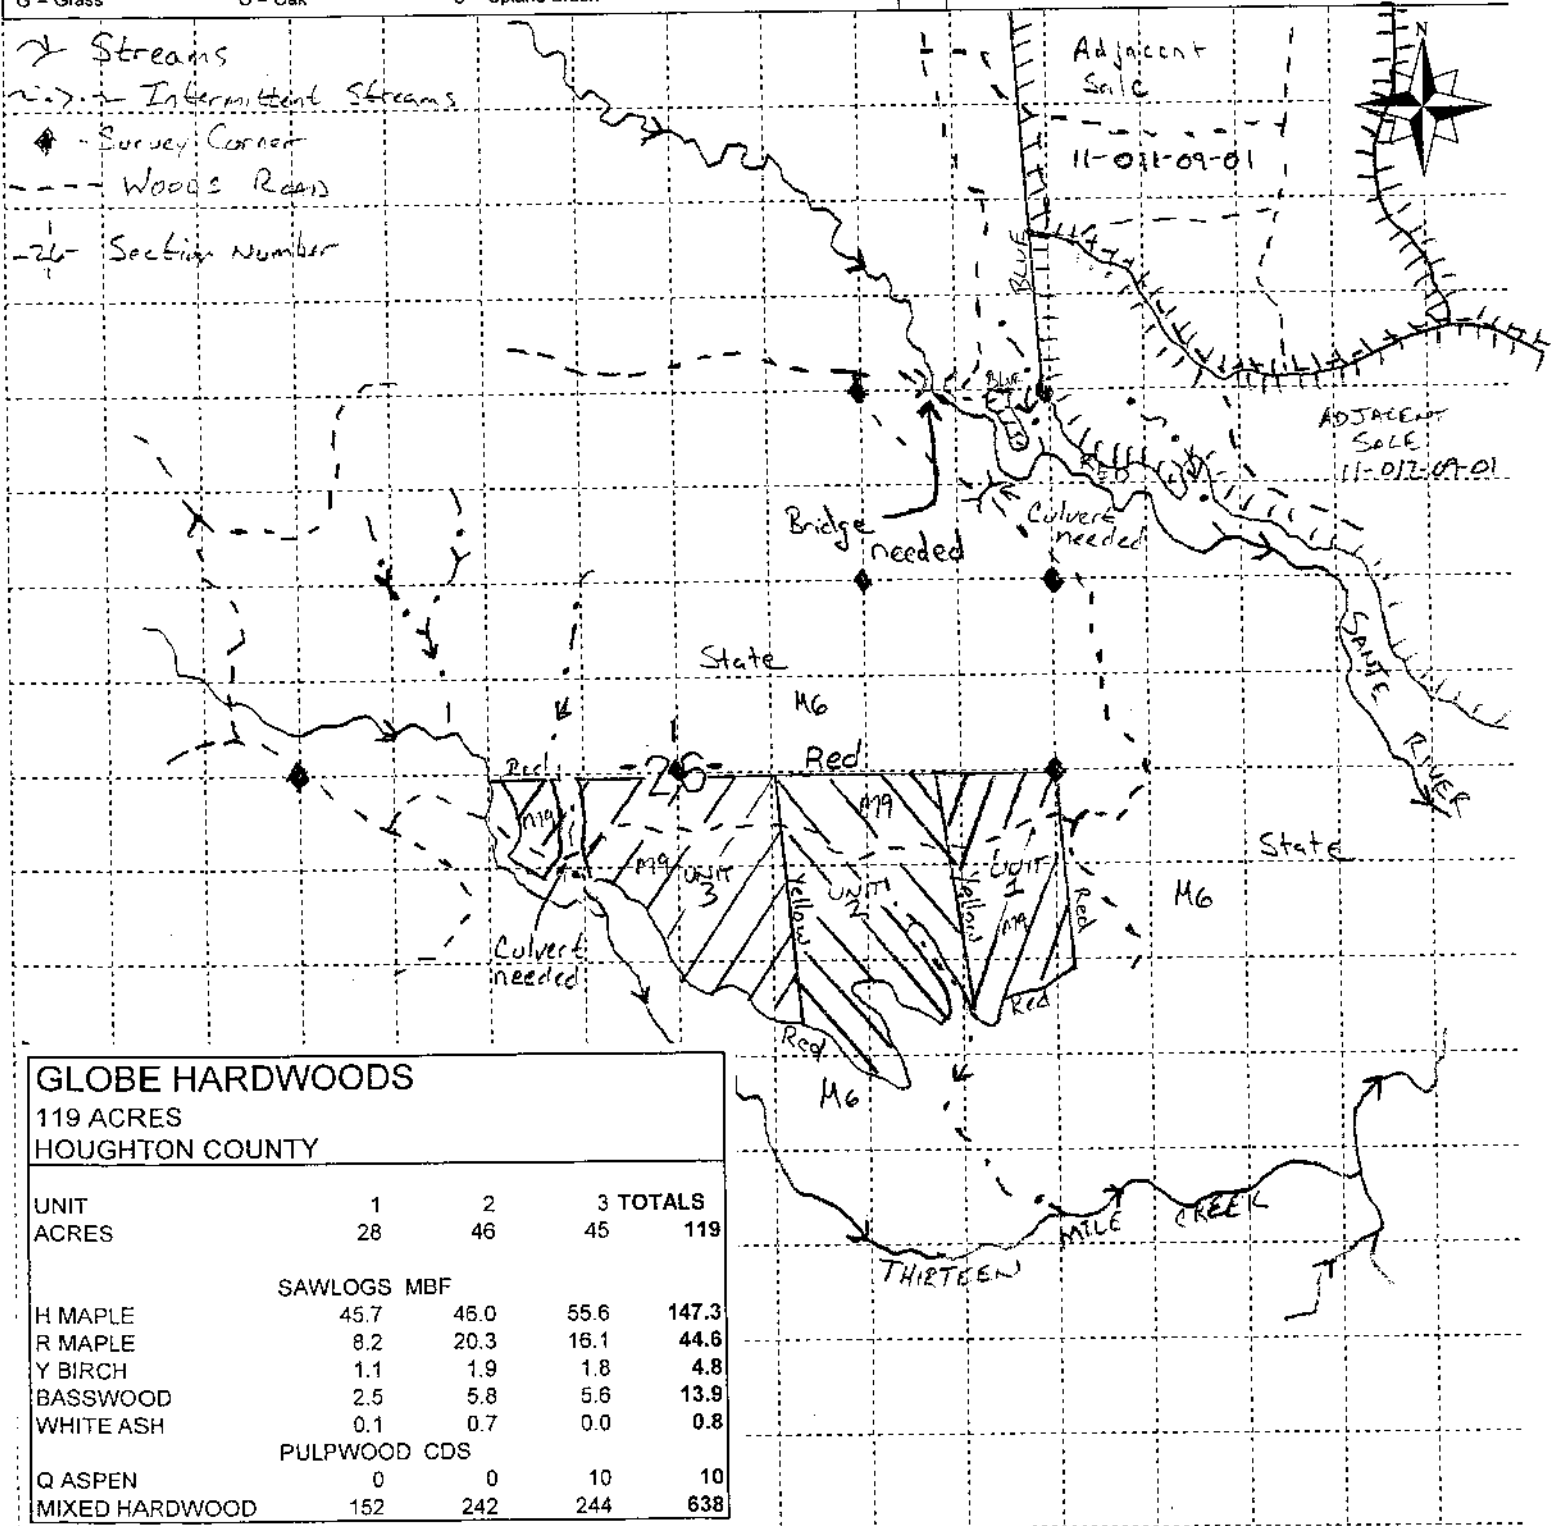 G - Grass
O - Oak
Streams
Intermittent Streams
- Survey Corner
Woods Road
-26- Section Number
N
Adjacent
Sale
11-011-09-01
BLUE
Blue
ADJACENT
SALE
11-012-09-01
RED
Bridge
needed
Culvert
needed
SANTE
RIVER
State
M6
Red
-26-
Red
M9
M9
UNIT
3
Yellow
M9
UNIT
2
Yellow
UNIT
1
M9
Red
State
M6
Culvert
needed
Red
Red
M6
THIRTEEN
MILE
CREEK
GLOBE HARDWOODS
119 ACRES
HOUGHTON COUNTY
UNIT 1 2 3 TOTALS
ACRES 28 46 45 119
SAWLOGS MBF
H MAPLE 45.7 46.0 55.6 147.3
R MAPLE 8.2 20.3 16.1 44.6
Y BIRCH 1.1 1.9 1.8 4.8
BASSWOOD 2.5 5.8 5.6 13.9
WHITE ASH 0.1 0.7 0.0 0.8
PULPWOOD CDS
Q ASPEN 0 0 10 10
MIXED HARDWOOD 152 242 244 638